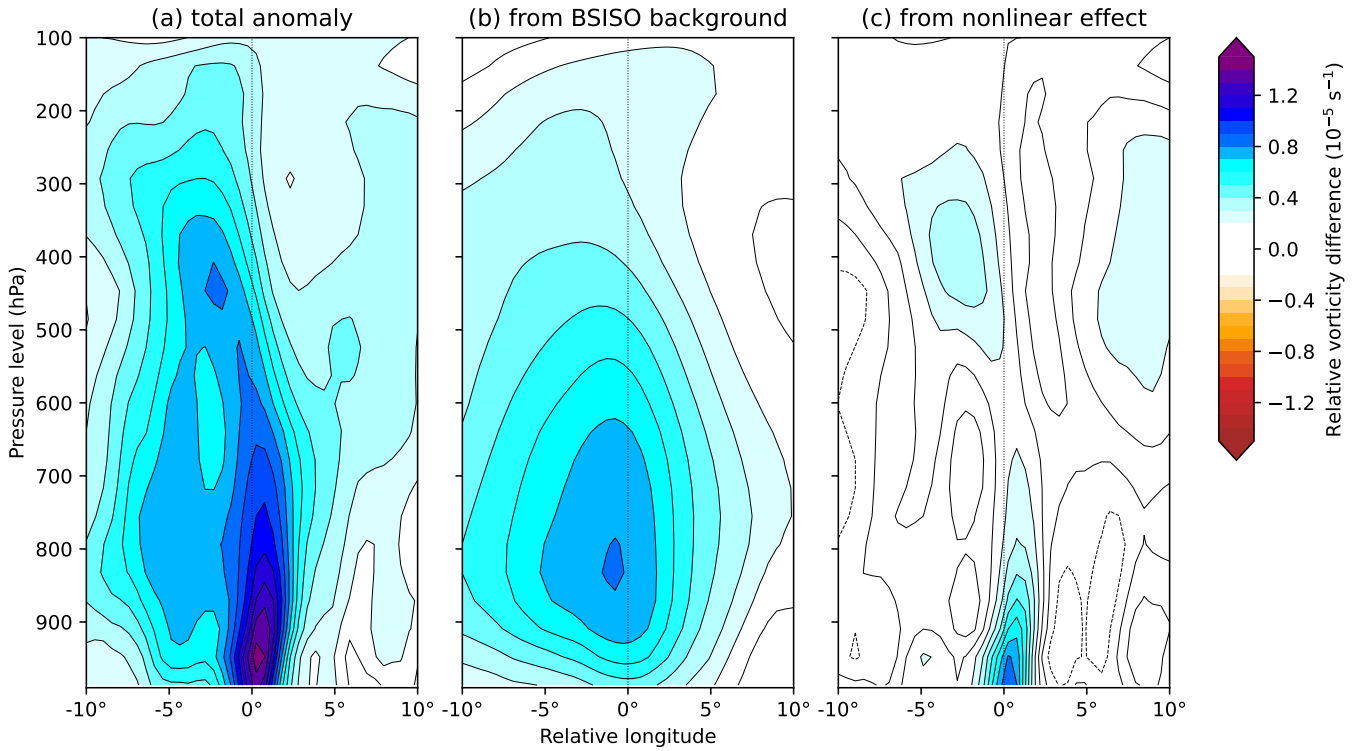 (a) total anomaly
(b) from BSISO background
(c) from nonlinear effect
100
200
300
400
500
600
700
800
900
Pressure level (hPa)
-10° -5° 0° 5° 10°
-10° -5° 0° 5° 10°
-10° -5° 0° 5° 10°
Relative longitude
1.2
0.8
0.4
0.0
−0.4
−0.8
−1.2
Relative vorticity difference (10⁻⁵ s⁻¹)